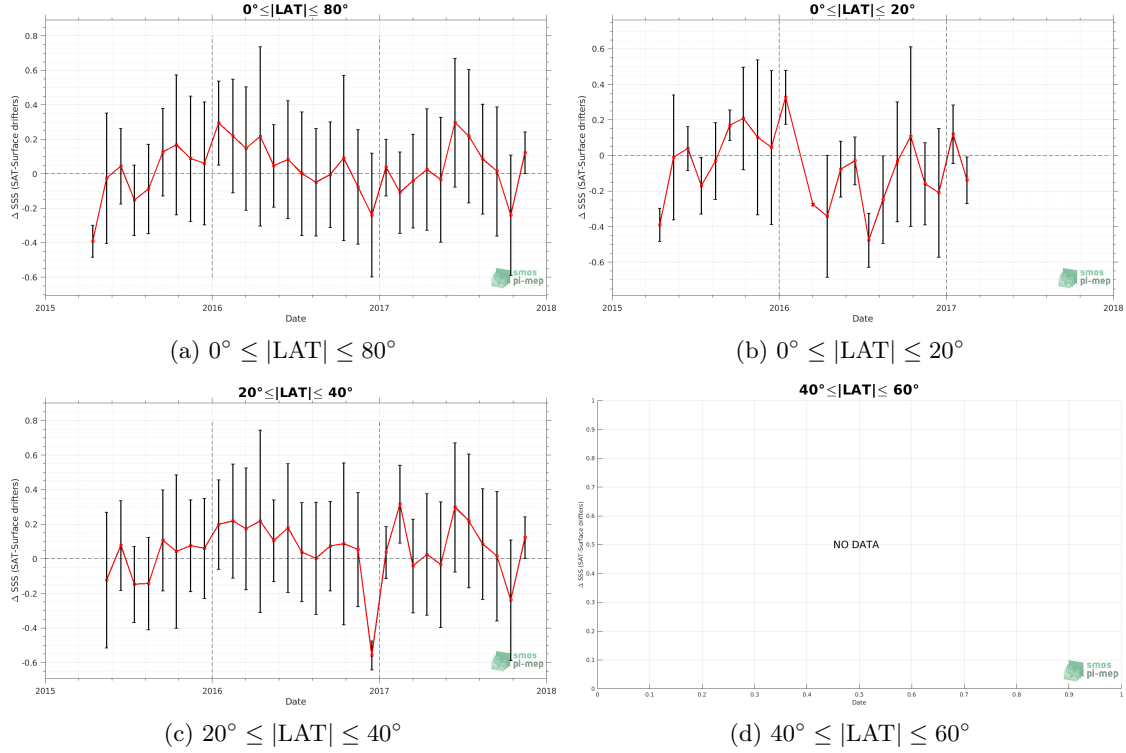 0°≤|LAT|≤ 80°
Δ SSS (SAT-Surface drifters)
0.8
0.6
0.4
0.2
0
-0.2
-0.4
-0.6
2015
2016
2017
2018
Date
smos
pi-mep
(a) 0° ≤ |LAT| ≤ 80°
0°≤|LAT|≤ 20°
Δ SSS (SAT-Surface drifters)
0.6
0.4
0.2
0
-0.2
-0.4
-0.6
2015
2016
2017
2018
Date
smos
pi-mep
(b) 0° ≤ |LAT| ≤ 20°
20°≤|LAT|≤ 40°
Δ SSS (SAT-Surface drifters)
0.8
0.6
0.4
0.2
0
-0.2
-0.4
-0.6
2015
2016
2017
2018
Date
smos
pi-mep
(c) 20° ≤ |LAT| ≤ 40°
40°≤|LAT|≤ 60°
Δ SSS (SAT-Surface drifters)
1
0.9
0.8
0.7
0.6
0.5
0.4
0.3
0.2
0.1
0
NO DATA
0
0.1
0.2
0.3
0.4
0.5
0.6
0.7
0.8
0.9
1
Date
smos
pi-mep
(d) 40° ≤ |LAT| ≤ 60°